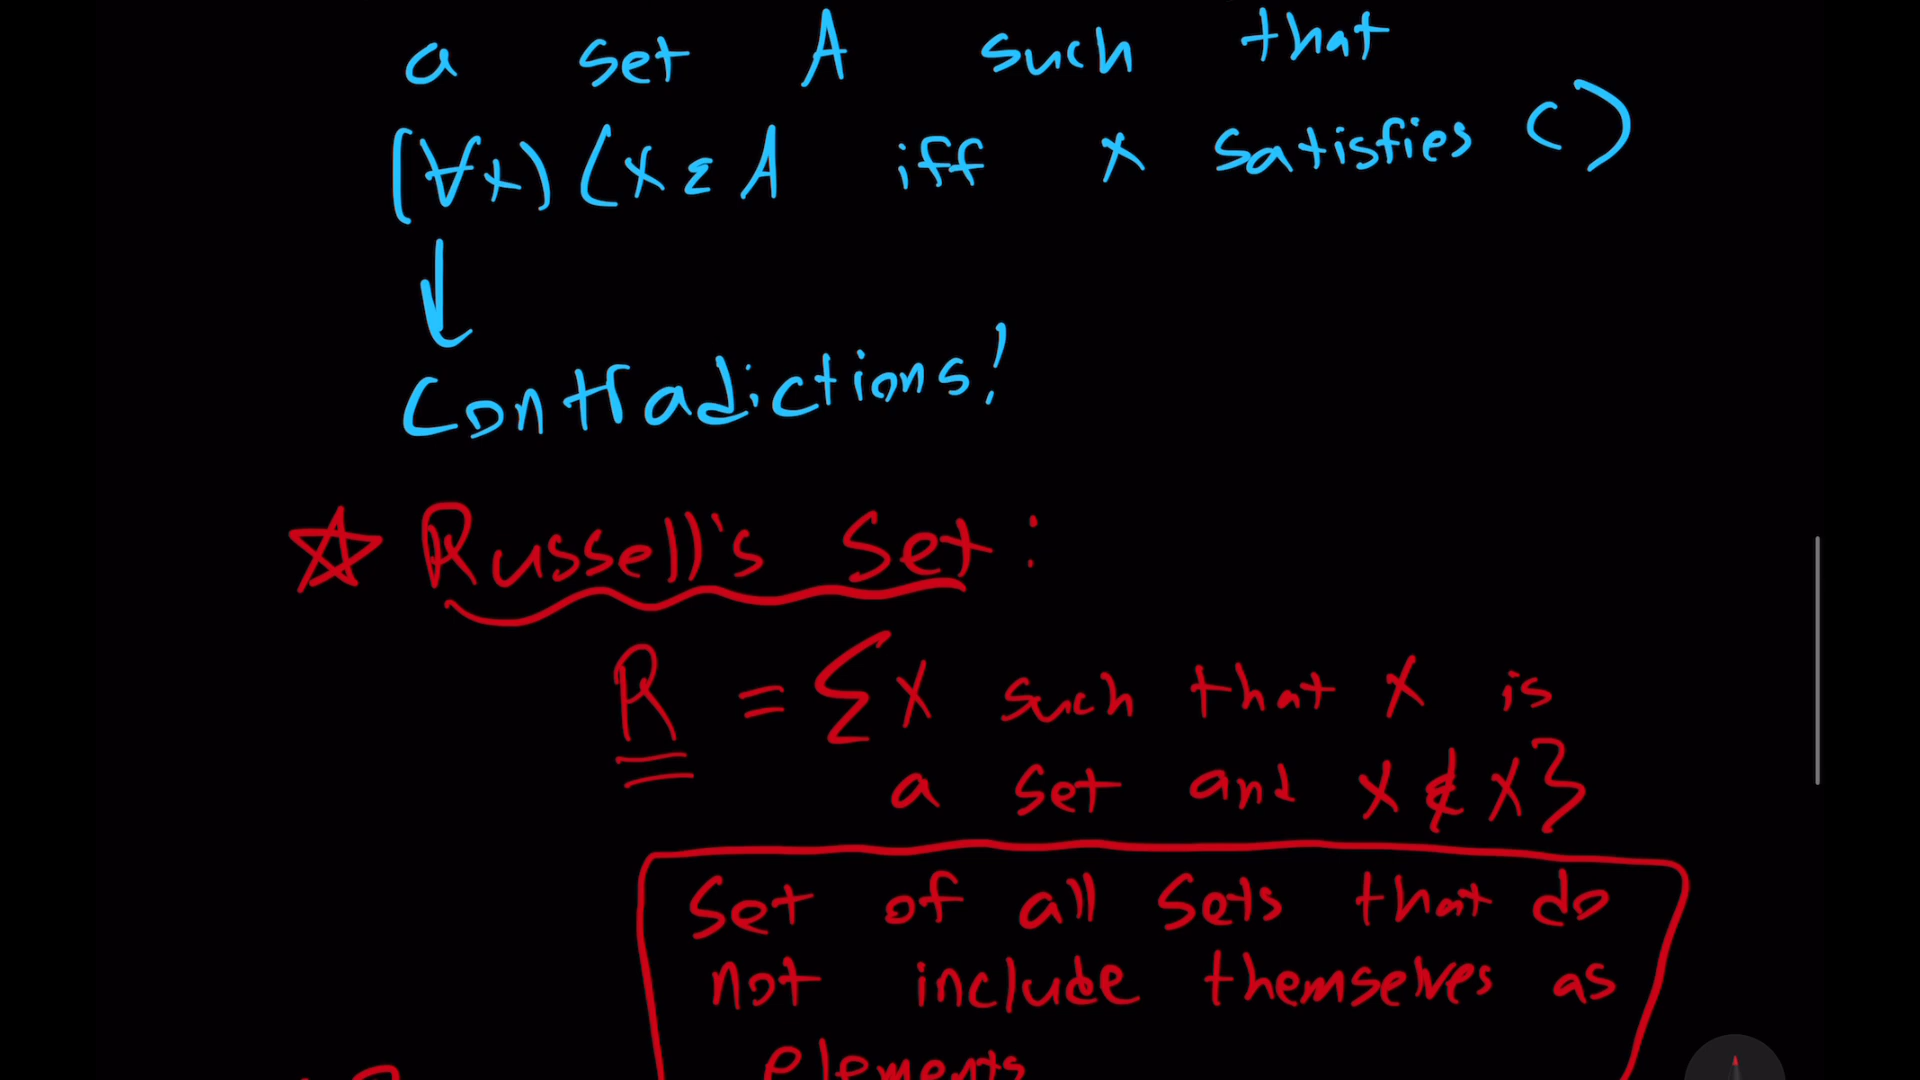 a set A such that
(∀x)(x ε A iff x satisfies C)
↓
Contradictions!
☆ Russell's Set:
R = {x such that x is
a set and x ∉ x}
Set of all sets that do
not include themselves as
elements